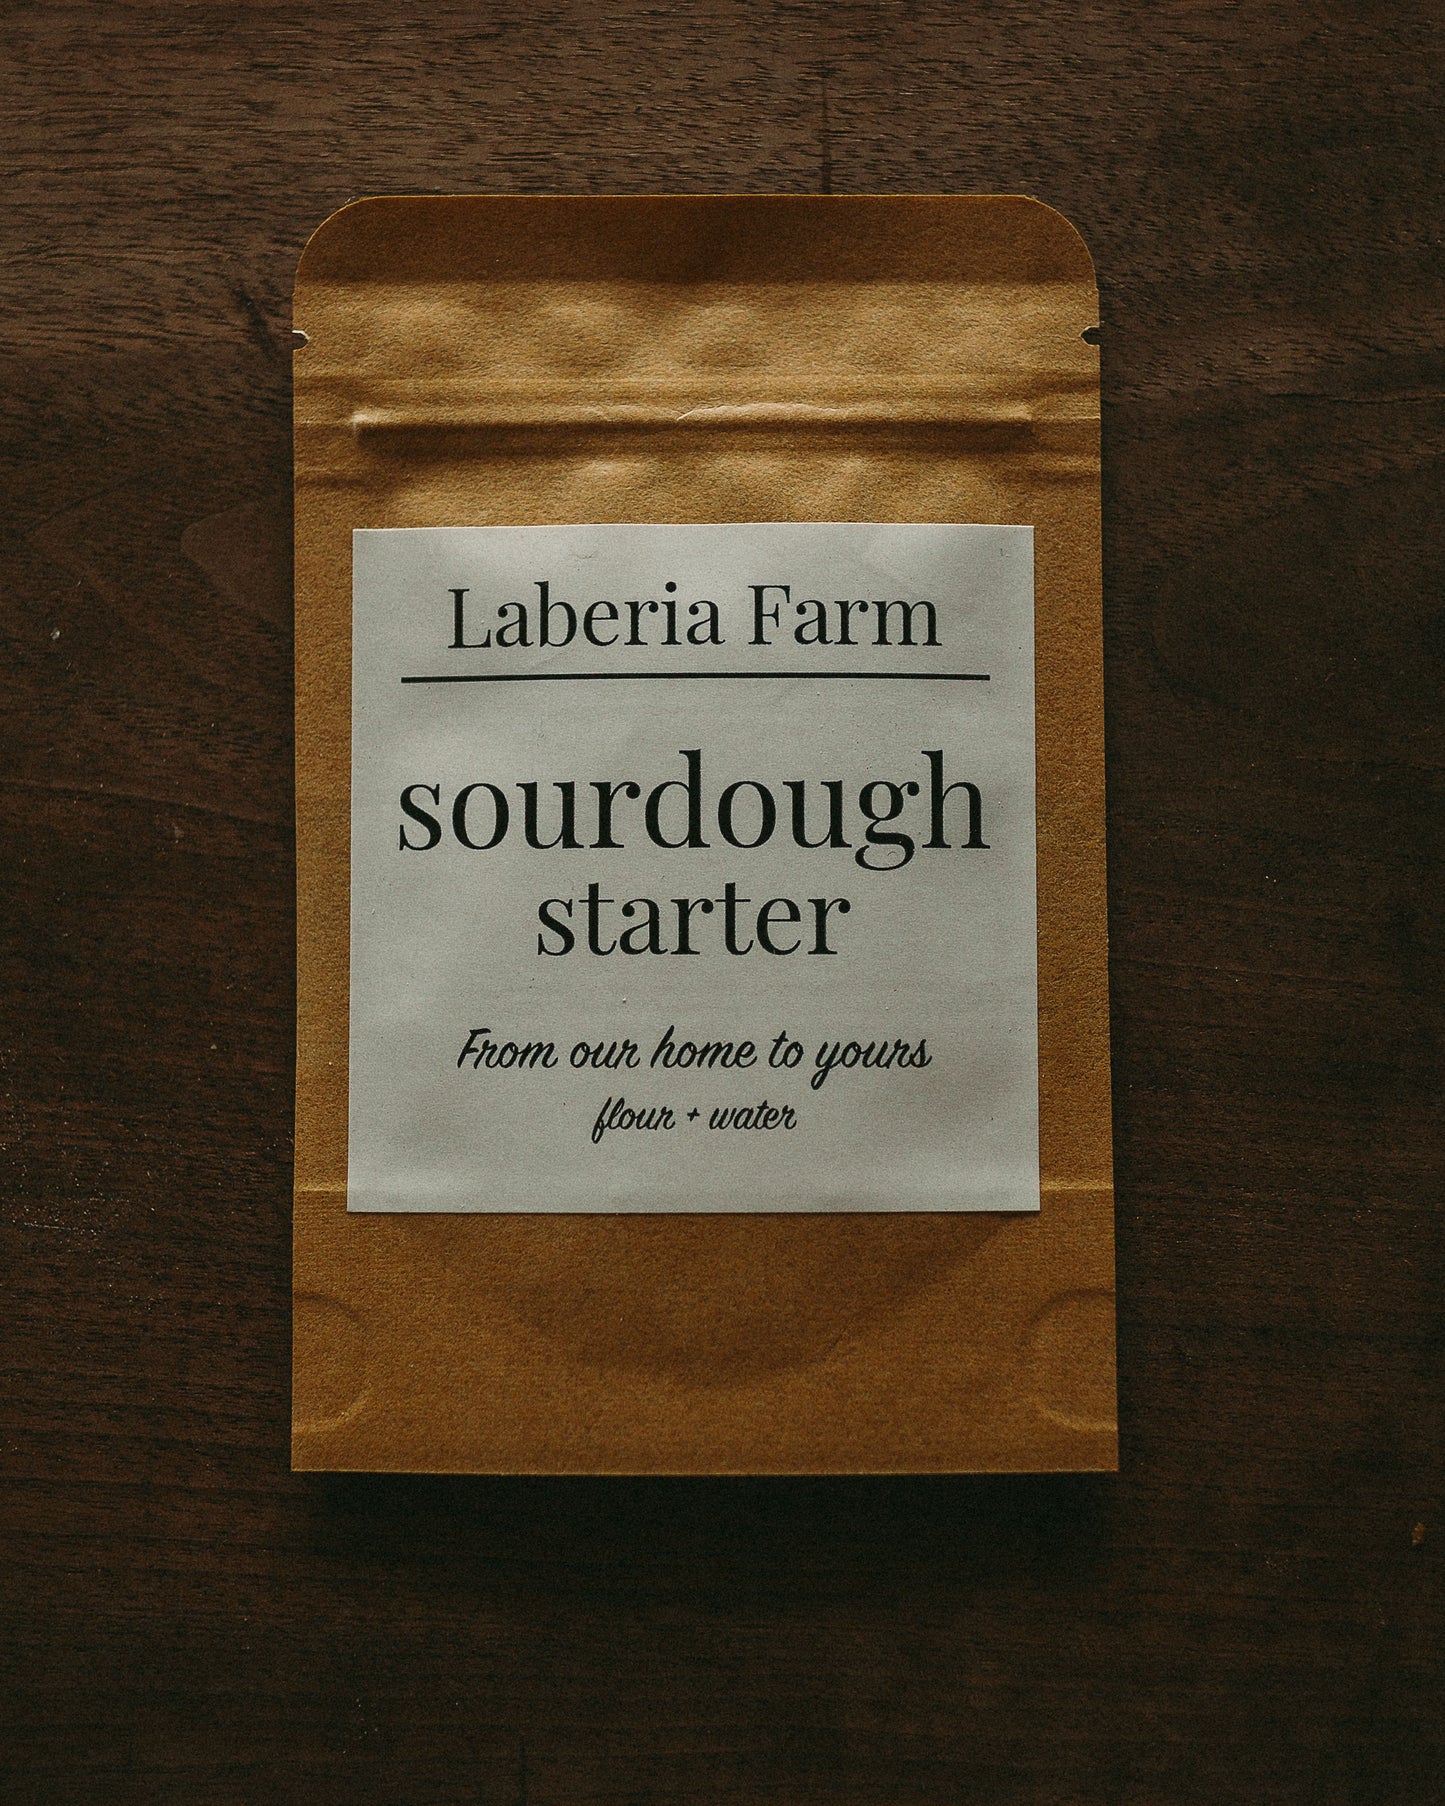 Laberia Farm
sourdough
starter
From our home to yours
flour + water